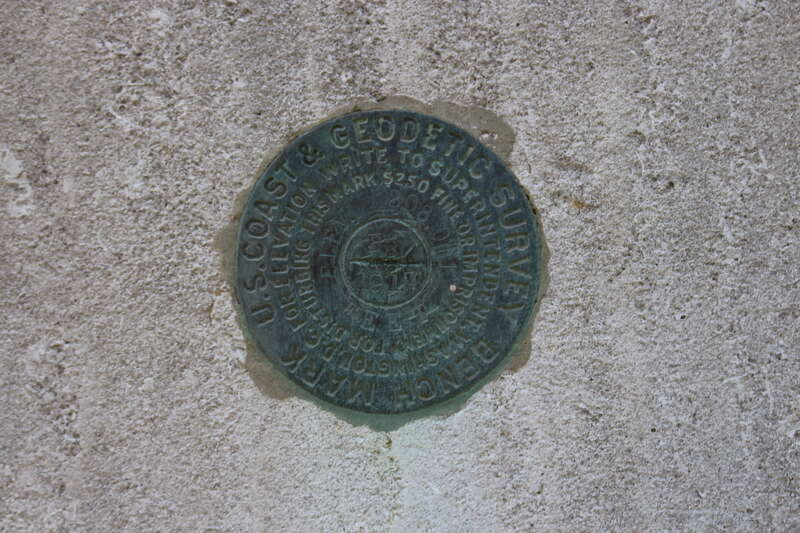 U.S. COAST & GEODETIC SURVEY BENCH MARK
FOR ELEVATION WRITE TO SUPERINTENDENT, WASHINGTON, D.C.
$250 FINE OR IMPRISONMENT FOR DISTURBING THIS MARK